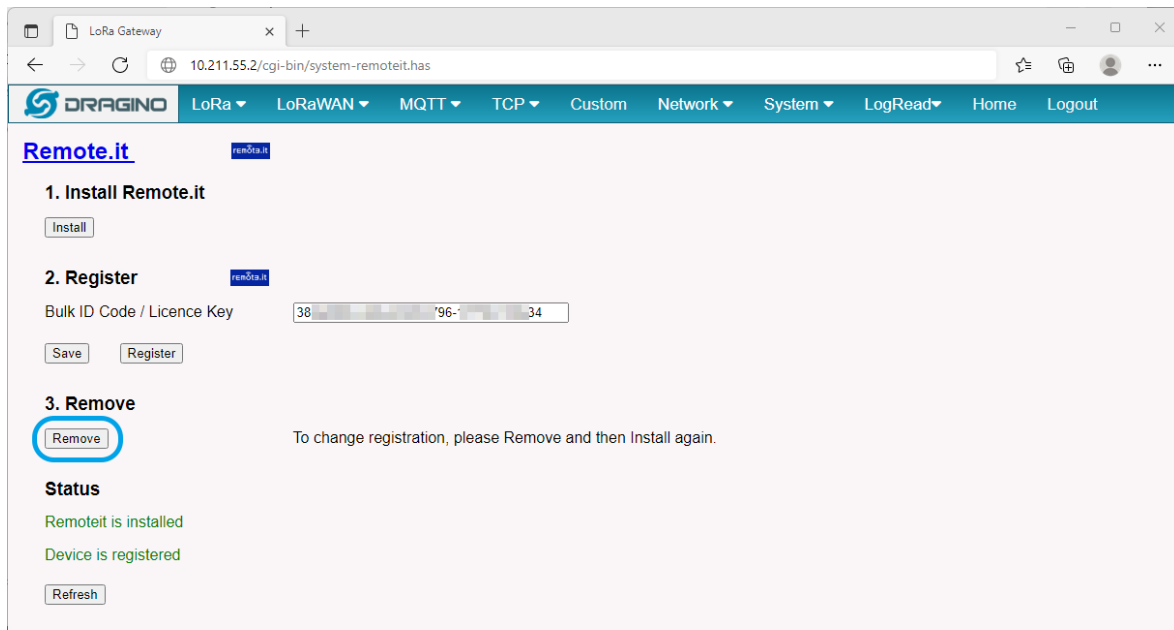 LoRa Gateway
10.211.55.2/cgi-bin/system-remoteit.has
DRAGINO LoRa LoRaWAN MQTT TCP Custom Network System LogRead Home Logout
Remote.it remote.it
1. Install Remote.it
Install
2. Register remote.it
Bulk ID Code / Licence Key 38 796- 34
Save Register
3. Remove
Remove To change registration, please Remove and then Install again.
Status
Remoteit is installed
Device is registered
Refresh